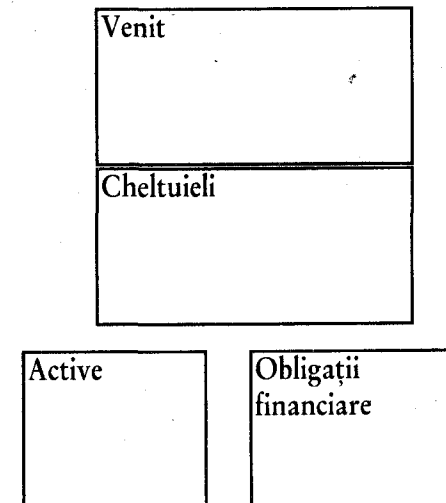 Venit
Cheltuieli
Active
Obligații
financiare